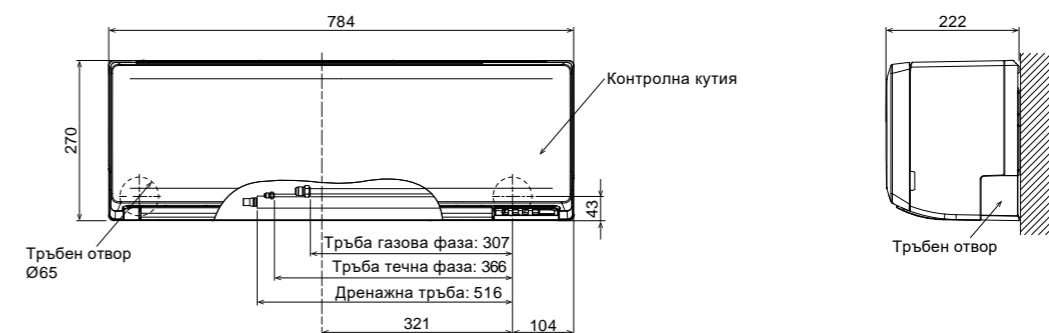 784
222
Контролна кутия
270
43
Тръба газова фаза: 307
Тръбен отвор
Ø65
Тръба течна фаза: 366
Тръбен отвор
Дренажна тръба: 516
321
104